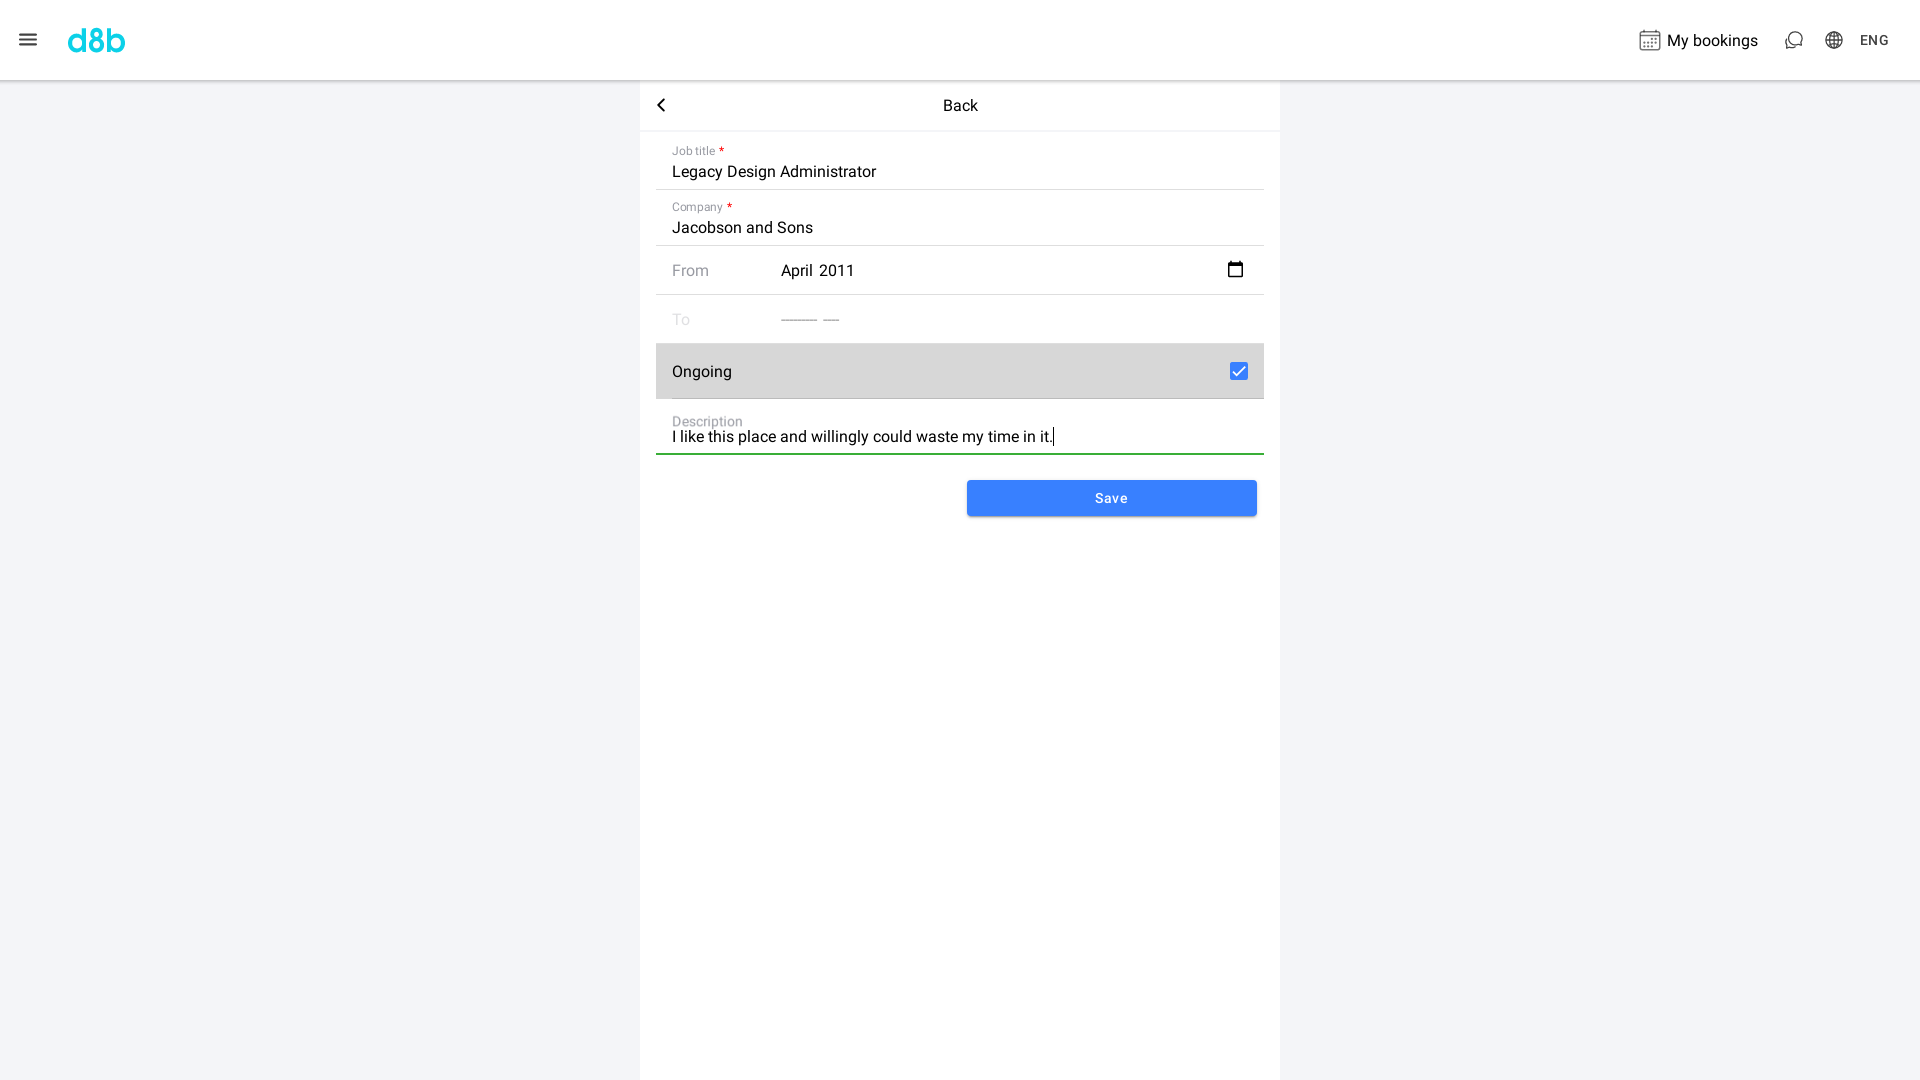 d8b
My bookings
ENG
Back
Job title *
Legacy Design Administrator
Company *
Jacobson and Sons
From April 2011
To -------- ----
Ongoing
Description
I like this place and willingly could waste my time in it.
Save